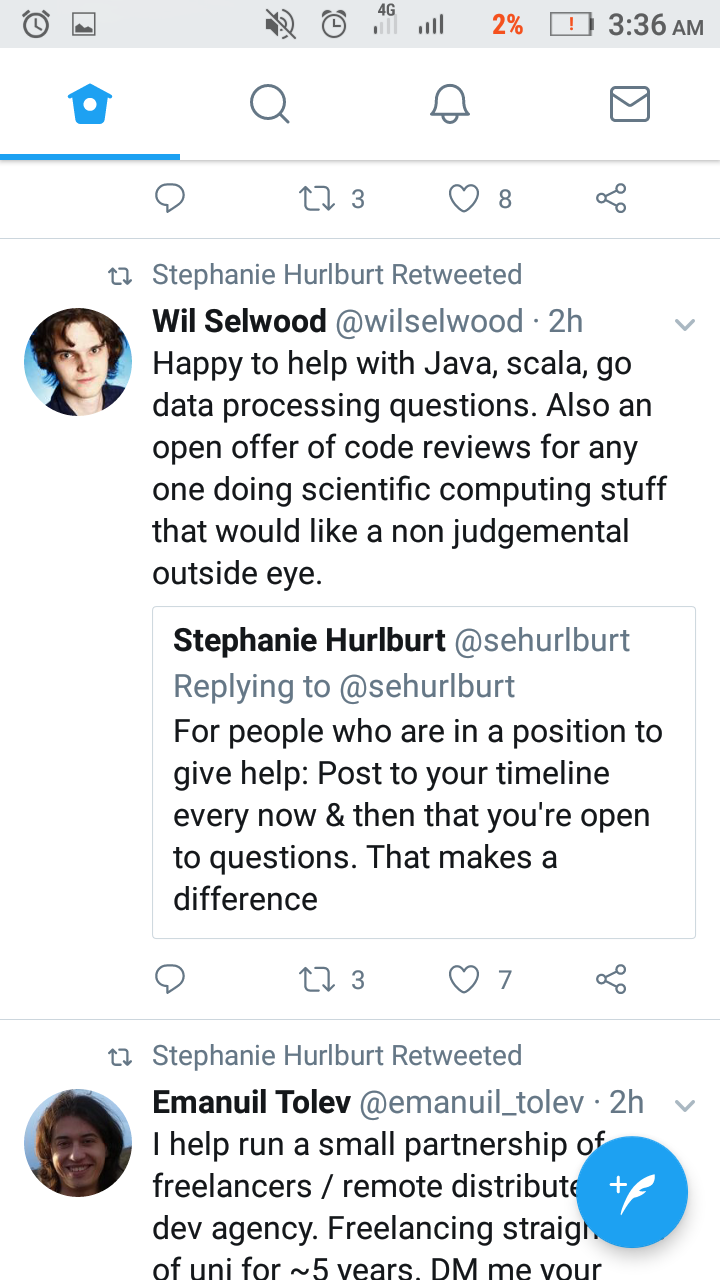 4G 2% 3:36 AM
3 8
Stephanie Hurlburt Retweeted
Wil Selwood @wilselwood · 2h
Happy to help with Java, scala, go
data processing questions. Also an
open offer of code reviews for any
one doing scientific computing stuff
that would like a non judgemental
outside eye.
Stephanie Hurlburt @sehurlburt
Replying to @sehurlburt
For people who are in a position to
give help: Post to your timeline
every now & then that you're open
to questions. That makes a
difference
3 7
Stephanie Hurlburt Retweeted
Emanuil Tolev @emanuil_tolev · 2h
I help run a small partnership of
freelancers / remote distribute
dev agency. Freelancing straig
of uni for ~5 years. DM me your